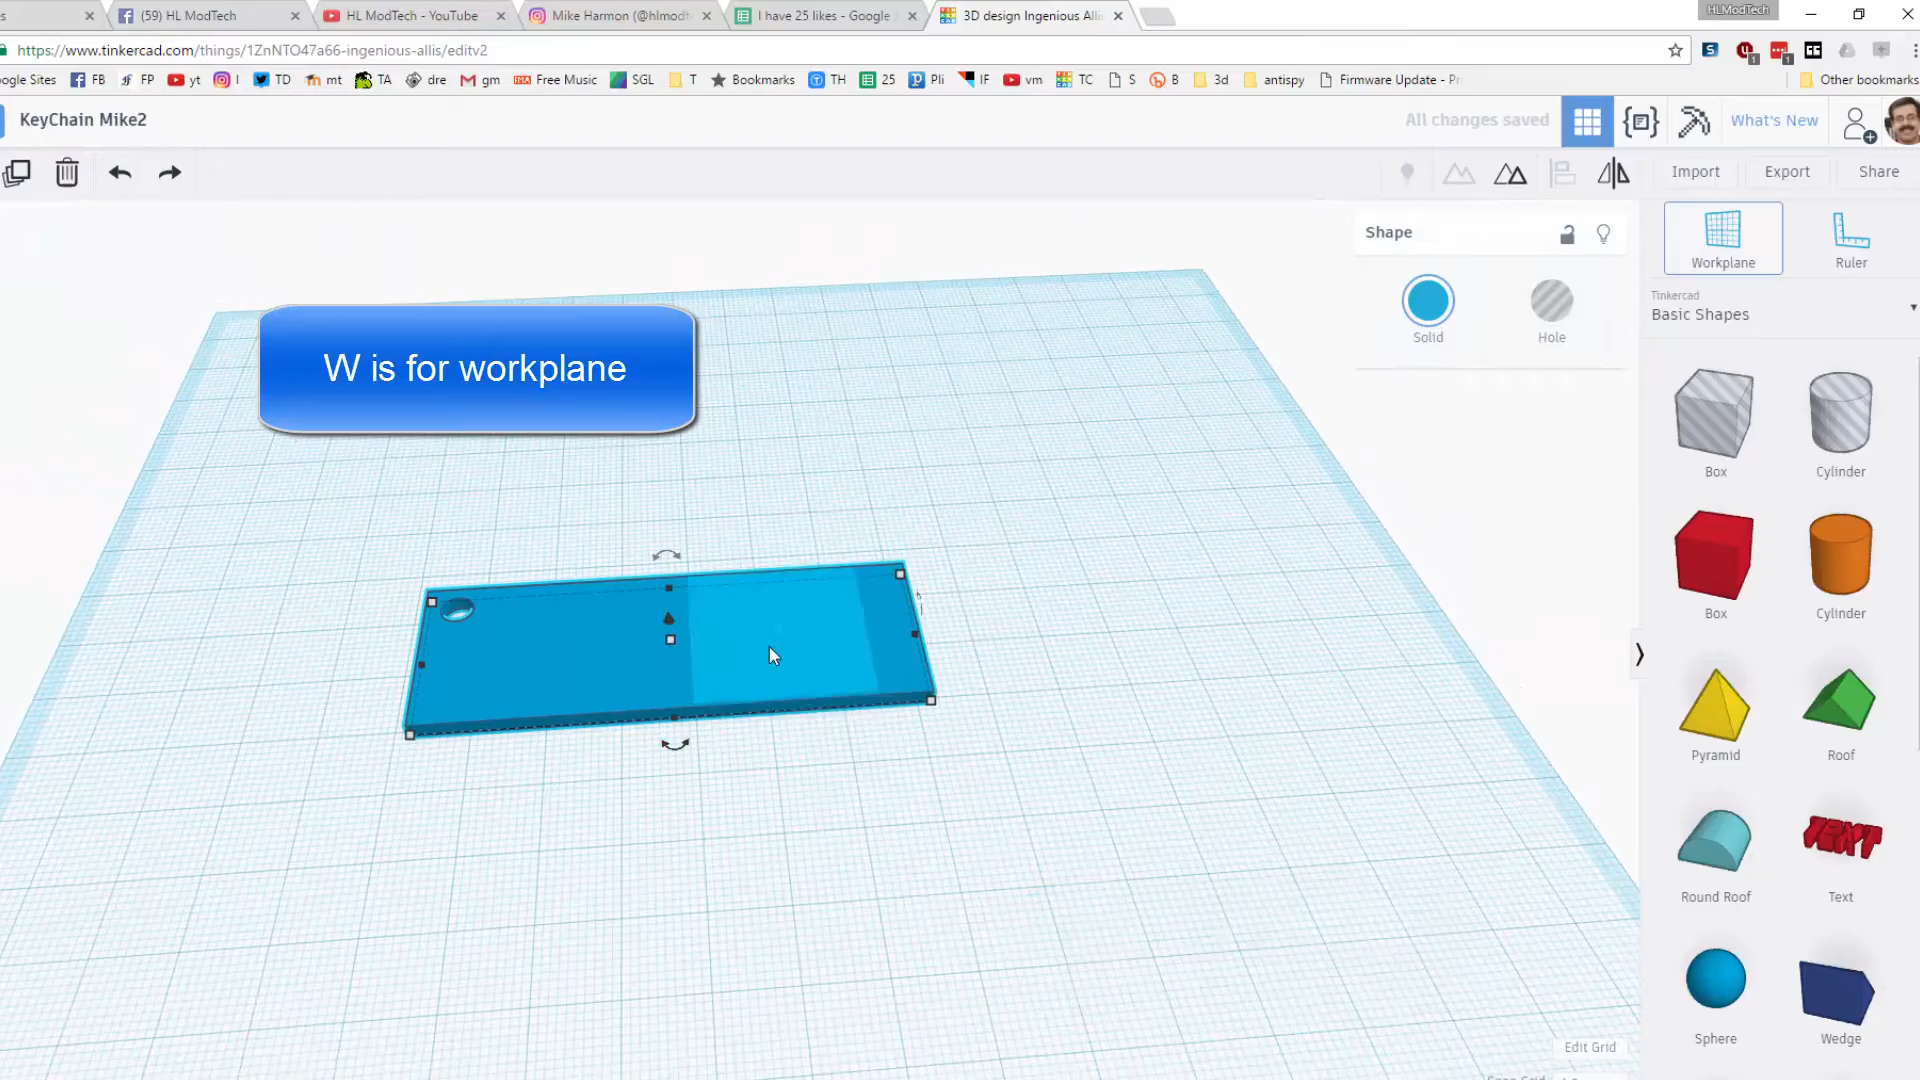 (59) HL ModTech
HL ModTech - YouTube
Mike Harmon (@hlmodt
I have 25 likes - Google
3D design Ingenious Alli
HLModTech
https://www.tinkercad.com/things/1ZnNTO47a66-ingenious-allis/editv2
ogle Sites
FB
FP
yt
I
TD
mt
TA
dre
gm
Free Music
SGL
T
Bookmarks
TH
25
Pli
IF
vm
TC
S
B
3d
antispy
Firmware Update - Pr
Other bookmarks
KeyChain Mike2
All changes saved
What's New
Import
Export
Share
W is for workplane
Shape
Solid
Hole
Workplane
Ruler
Tinkercad
Basic Shapes
Box
Cylinder
Box
Cylinder
Pyramid
Roof
Round Roof
TEXT
Text
Sphere
Wedge
Edit Grid